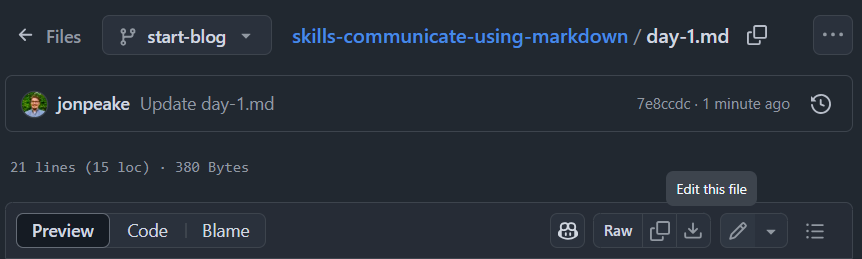 Files start-blog skills-communicate-using-markdown / day-1.md
jonpeake Update day-1.md 7e8ccdc · 1 minute ago
21 lines (15 loc) · 380 Bytes
Edit this file
Preview Code Blame Raw